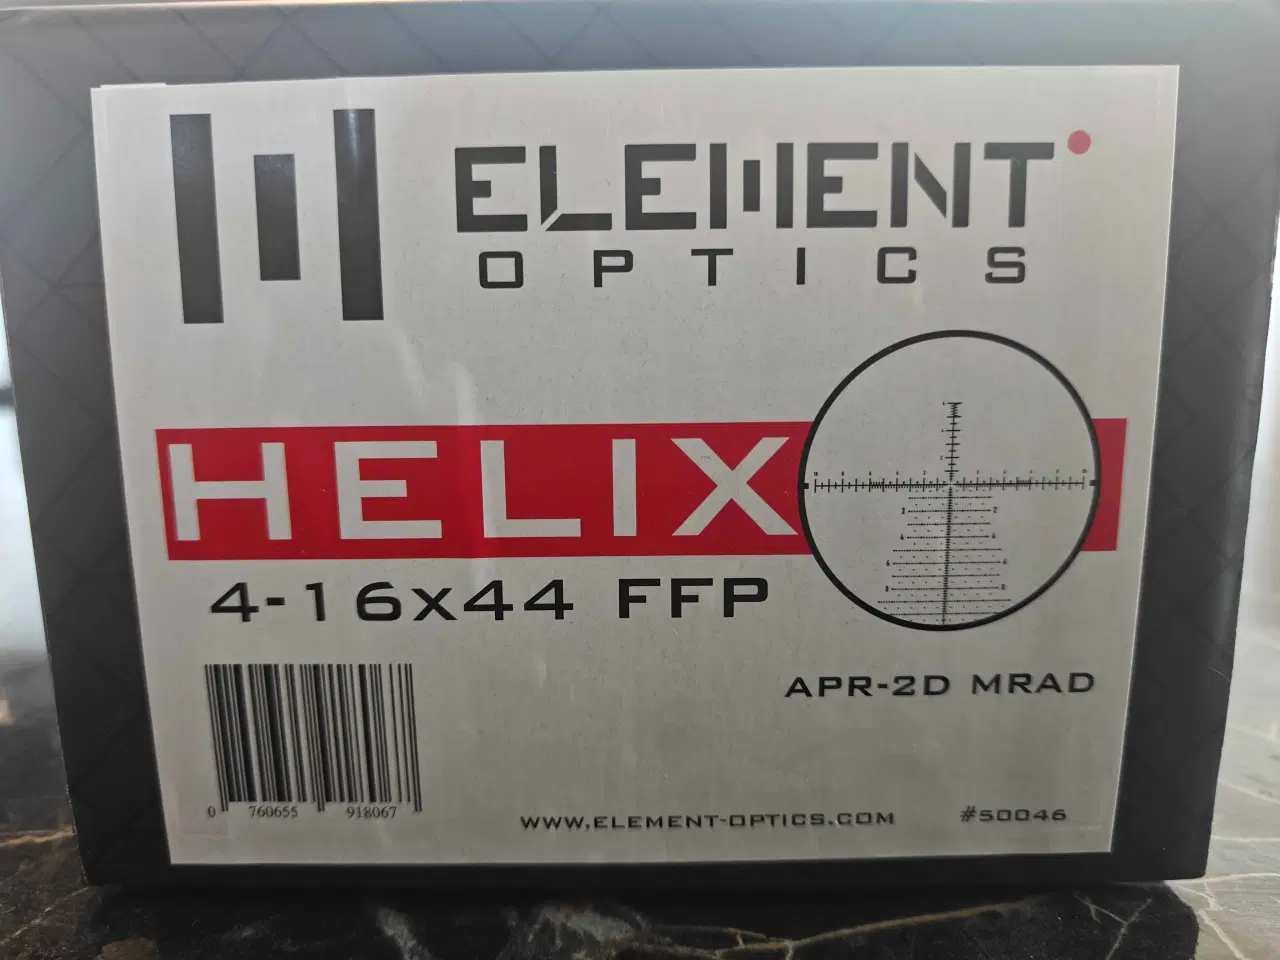 ELEMENT
OPTICS
HELIX
4-16x44 FFP
APR-2D MRAD
0 760655 918067
WWW.ELEMENT-OPTICS.COM
#50046